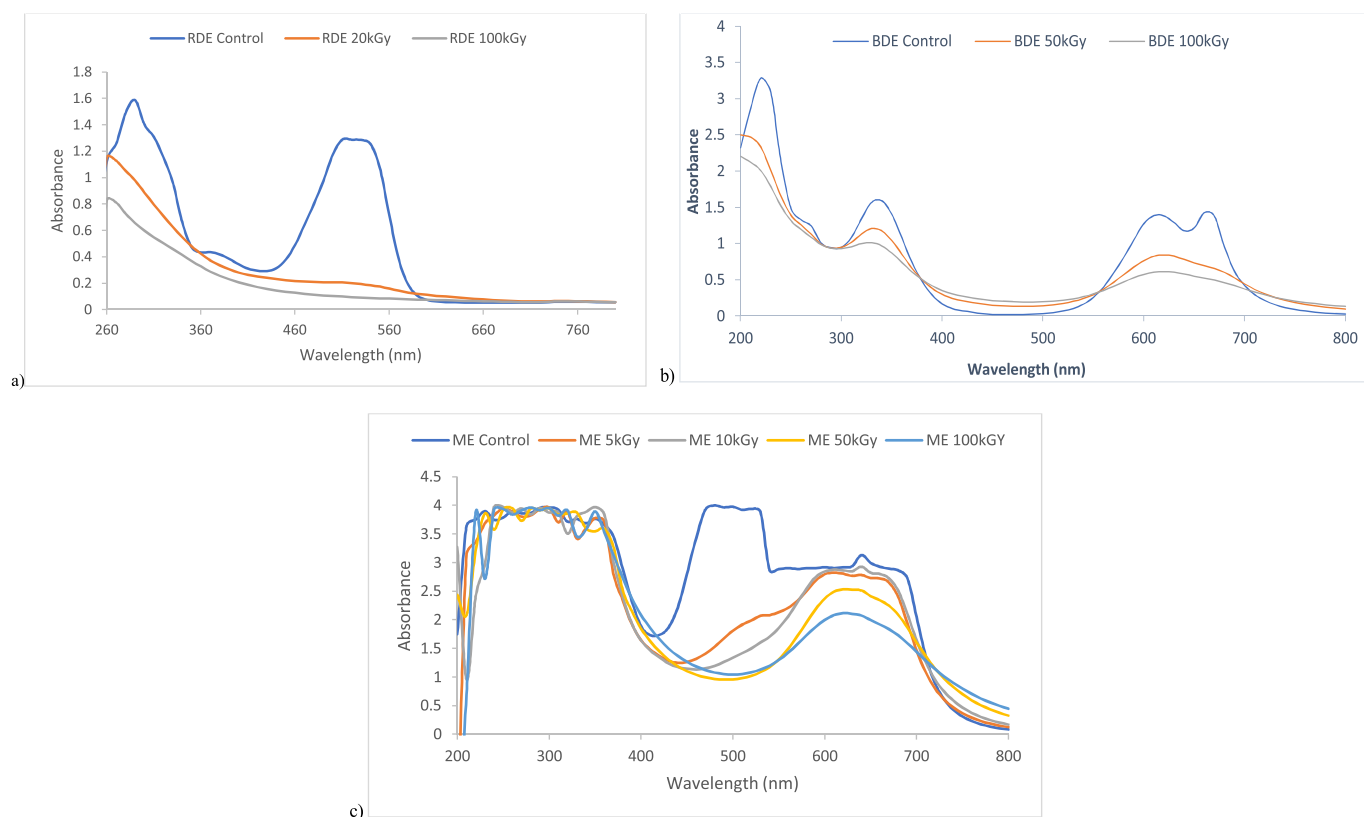 RDE Control RDE 20kGy RDE 100kGy
1.8
1.6
1.4
1.2
1
0.8
0.6
0.4
0.2
0
Absorbance
260 360 460 560 660 760
Wavelength (nm)
a)
BDE Control BDE 50kGy BDE 100kGy
4
3.5
3
2.5
2
1.5
1
0.5
0
Absorbance
200 300 400 500 600 700 800
Wavelength (nm)
b)
ME Control ME 5kGy ME 10kGy ME 50kGy ME 100kGY
4.5
4
3.5
3
2.5
2
1.5
1
0.5
0
Absorbance
200 300 400 500 600 700 800
Wavelength (nm)
c)